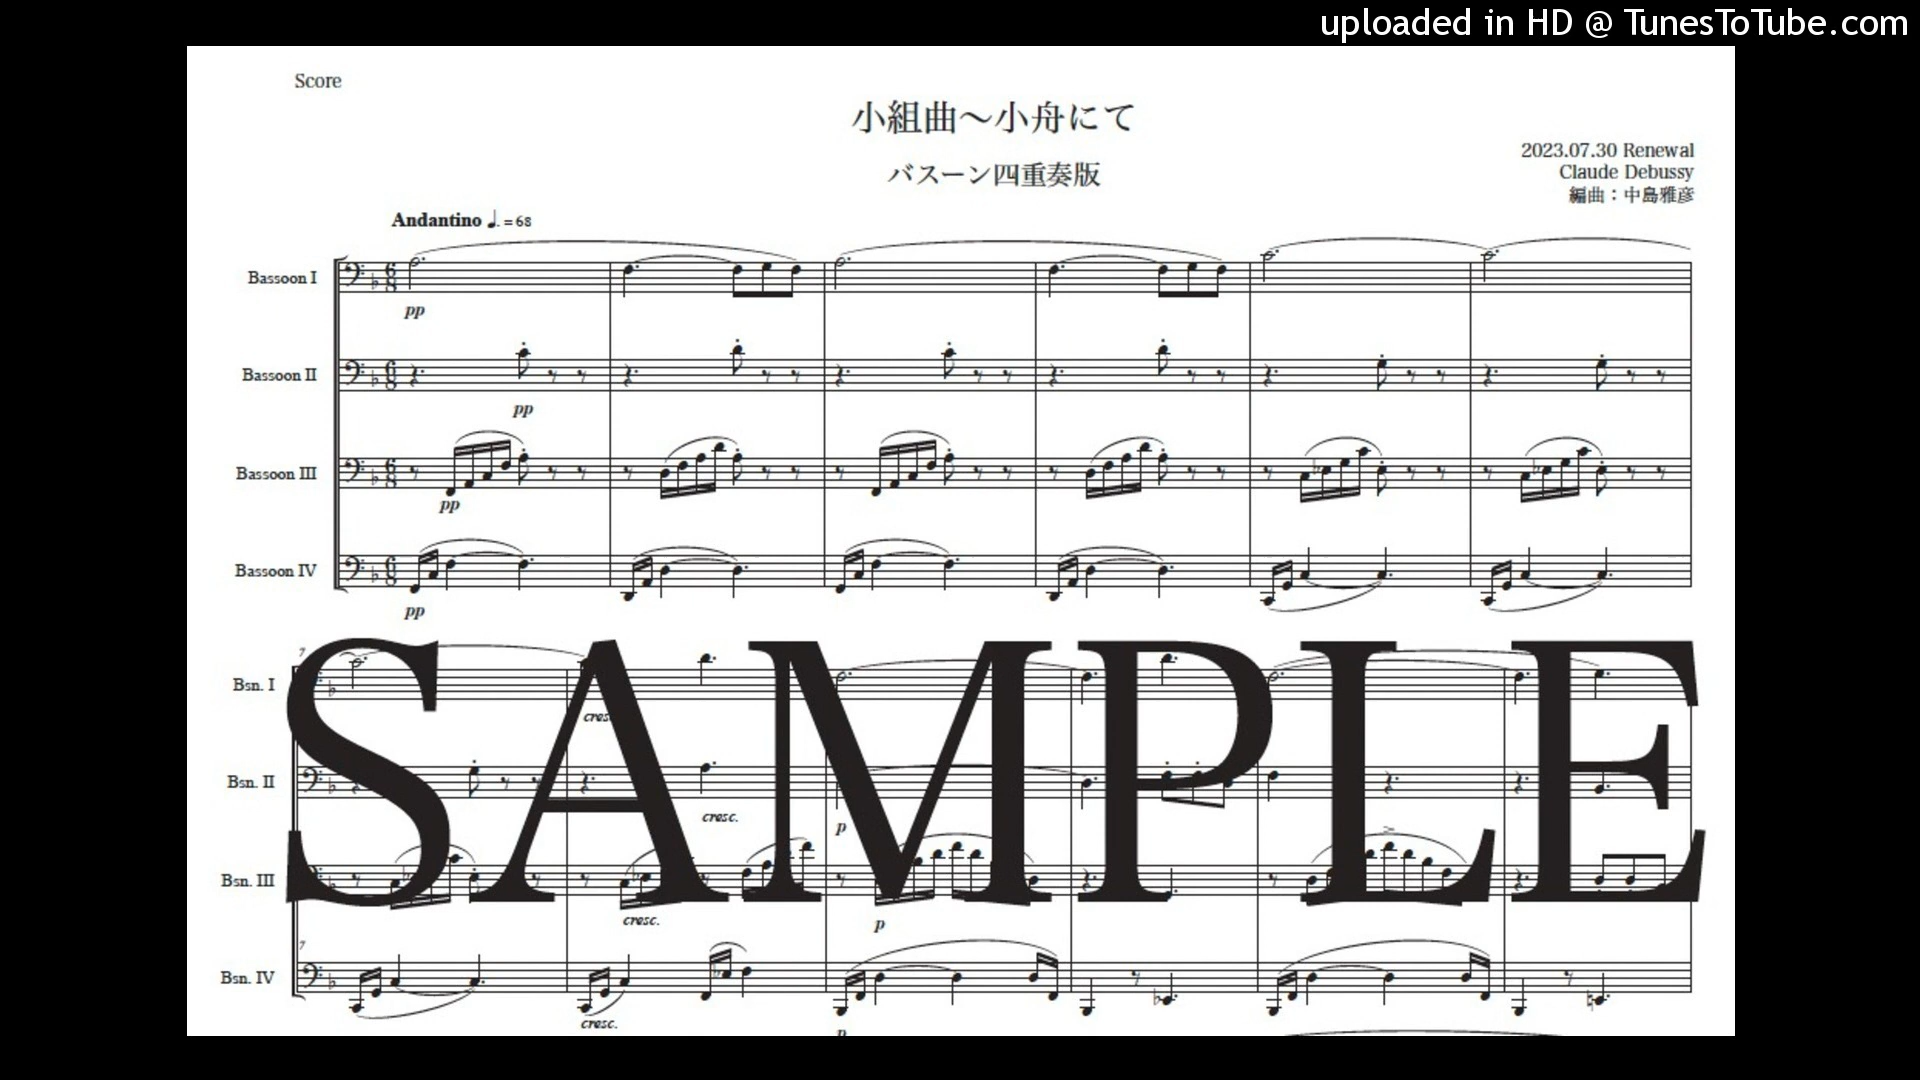 uploaded in HD @ TunesToTube.com
Score
小組曲～小舟にて
バスーン四重奏版
2023.07.30 Renewal
Claude Debussy
編曲：中島雅彦
Andantino ♩. = 68
Bassoon I
pp
Bassoon II
pp
Bassoon III
pp
Bassoon IV
pp
SAMPLE
7
Bsn. I
cresc.
Bsn. II
cresc.
p
Bsn. III
cresc.
p
7
Bsn. IV
cresc.
p